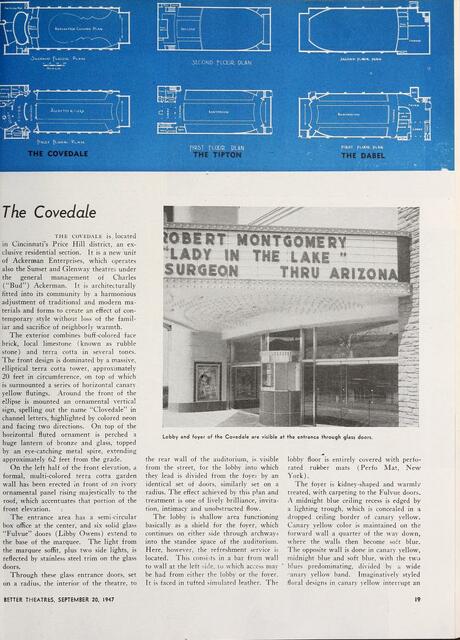 SECOND FLOOR PLAN
SECOND FLOOR PLAN
SECOND FLOOR PLAN
AUDITORIUM
FIRST FLOOR PLAN
FIRST FLOOR PLAN
FIRST FLOOR PLAN
THE COVEDALE
THE TIPTON
THE DABEL
The Covedale
THE COVEDALE is located
in Cincinnati's Price Hill district, an ex-
clusive residential section. It is a new unit
of Ackerman Enterprises, which operates
also the Sunset and Glenway theatres under
the general management of Charles
("Bud") Ackerman. It is architecturally
fitted into its community by a harmonious
adjustment of traditional and modern ma-
terials and forms to create an effect of con-
temporary style without loss of the famil-
iar and sacrifice of neighborly warmth.
The exterior combines buff-colored face
brick, local limestone (known as rubble
stone) and terra cotta in several tones.
The front design is dominated by a massive,
elliptical terra cotta tower, approximately
20 feet in circumference, on top of which
is surmounted a series of horizontal canary
yellow flutings. Around the front of the
ellipse is mounted an ornamental vertical
sign, spelling out the name "Clovedale" in
channel letters, highlighted by colored neon
and facing two directions. On top of the
horizontal fluted ornament is perched a
huge lantern of bronze and glass, topped
by an eye-catching metal spire, extending
approximately 62 feet from the grade.
On the left half of the front elevation, a
formal, multi-colored terra cotta garden
wall has been erected in front of an ivory
ornamental panel rising majestically to the
roof, which accentuates that portion of the
front elevation.
The entrance area has a semi-circular
box office at the center, and six solid glass
"Fulvue" doors (Libby Owens) extend to
the base of the marquee. The light from
the marquee soffit, plus two side lights, is
reflected by stainless steel trim on the glass
doors.
Through these glass entrance doors, set
on a radius, the interior of the theatre, to
ROBERT MONTGOMERY
"LADY IN THE LAKE"
SURGEON THRU ARIZONA
Lobby and foyer of the Covedale are visible at the entrance through glass doors.
the rear wall of the auditorium, is visible
from the street, for the lobby into which
they lead is divided from the foyer by an
identical set of doors, similarly set on a
radius. The effect achieved by this plan and
treatment is one of lively brilliance, invita-
tion, intimacy and unobstructed flow.
The lobby is shallow area functioning
basically as a shield for the foyer, which
continues on either side through archways
into the standee space of the auditorium.
Here, however, the refreshment service is
located. This consists in a bar from wall
to wall at the left side, to which access may
be had from either the lobby or the foyer.
It is faced in tufted simulated leather. The
lobby floor is entirely covered with perfo-
rated rubber mats (Perfo Mat, New
York).
The foyer is kidney-shaped and warmly
treated, with carpeting to the Fulvue doors.
A midnight blue ceiling recess is edged by
a lighting trough, which is concealed in a
dropped ceiling border of canary yellow.
Canary yellow color is maintained on the
forward wall a quarter of the way down,
where the walls then become soft blue.
The opposite wall is done in canary yellow,
midnight blue and soft blue, with the two
blues predominating, divided by a wide
canary yellow band. Imaginatively styled
floral designs in canary yellow interrupt an
BETTER THEATRES, SEPTEMBER 20, 1947
19